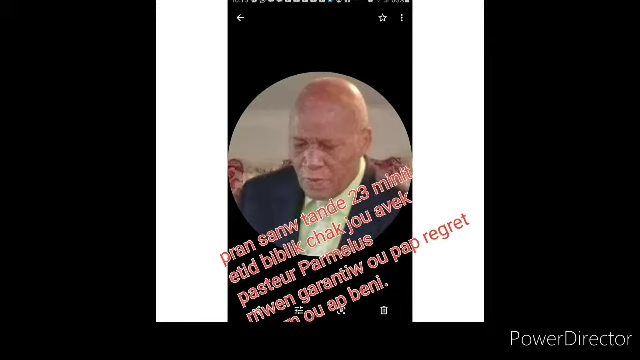 pran sanw tande 23 minit
etid biblik chak jou avek
pasteur Parmelus
mwen garantiw ou pap regret
ou ap beni.
PowerDirector